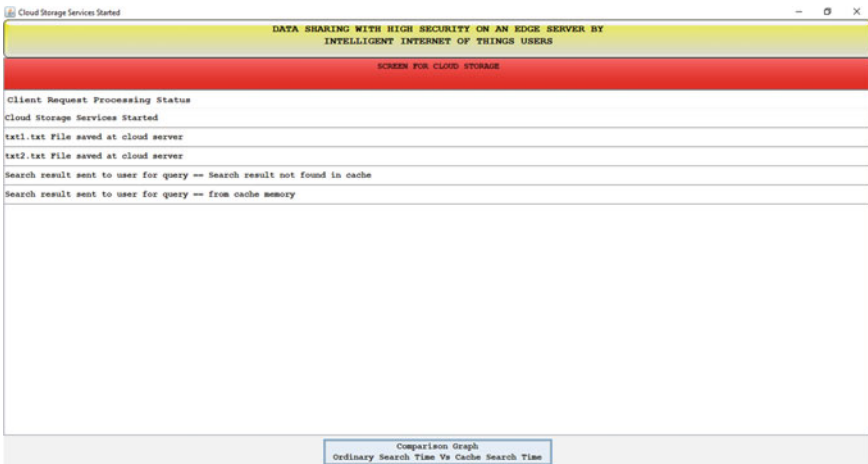 Cloud Storage Services Started
DATA SHARING WITH HIGH SECURITY ON AN EDGE SERVER BY
INTELLIGENT INTERNET OF THINGS USERS
SCREEN FOR CLOUD STORAGE
Client Request Processing Status
Cloud Storage Services Started
txt1.txt File saved at cloud server
txt2.txt File saved at cloud server
Search result sent to user for query == Search result not found in cache
Search result sent to user for query == from cache memory
Comparison Graph
Ordinary Search Time Vs Cache Search Time